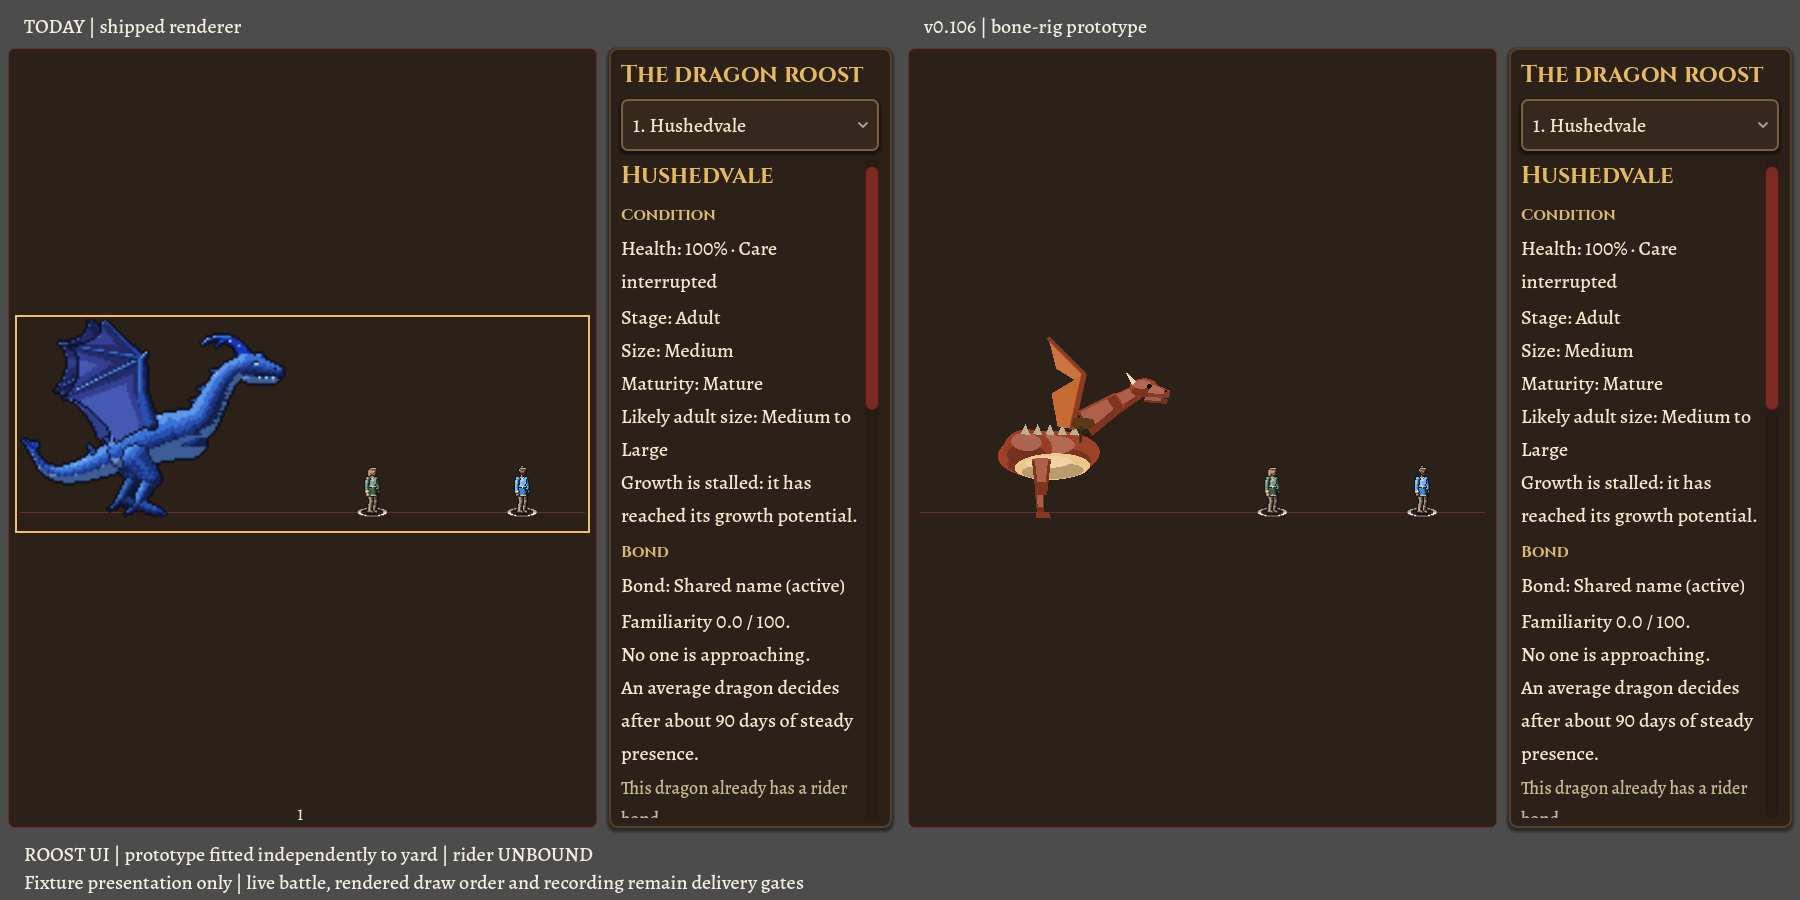 TODAY | shipped renderer
THE DRAGON ROOST
1. Hushedvale
HUSHEDVALE
CONDITION
Health: 100% · Care
interrupted
Stage: Adult
Size: Medium
Maturity: Mature
Likely adult size: Medium to
Large
Growth is stalled: it has
reached its growth potential.
BOND
Bond: Shared name (active)
Familiarity 0.0 / 100.
No one is approaching.
An average dragon decides
after about 90 days of steady
presence.
This dragon already has a rider
bond
1
v0.106 | bone-rig prototype
THE DRAGON ROOST
1. Hushedvale
HUSHEDVALE
CONDITION
Health: 100% · Care
interrupted
Stage: Adult
Size: Medium
Maturity: Mature
Likely adult size: Medium to
Large
Growth is stalled: it has
reached its growth potential.
BOND
Bond: Shared name (active)
Familiarity 0.0 / 100.
No one is approaching.
An average dragon decides
after about 90 days of steady
presence.
This dragon already has a rider
bond
ROOST UI | prototype fitted independently to yard | rider UNBOUND
Fixture presentation only | live battle, rendered draw order and recording remain delivery gates